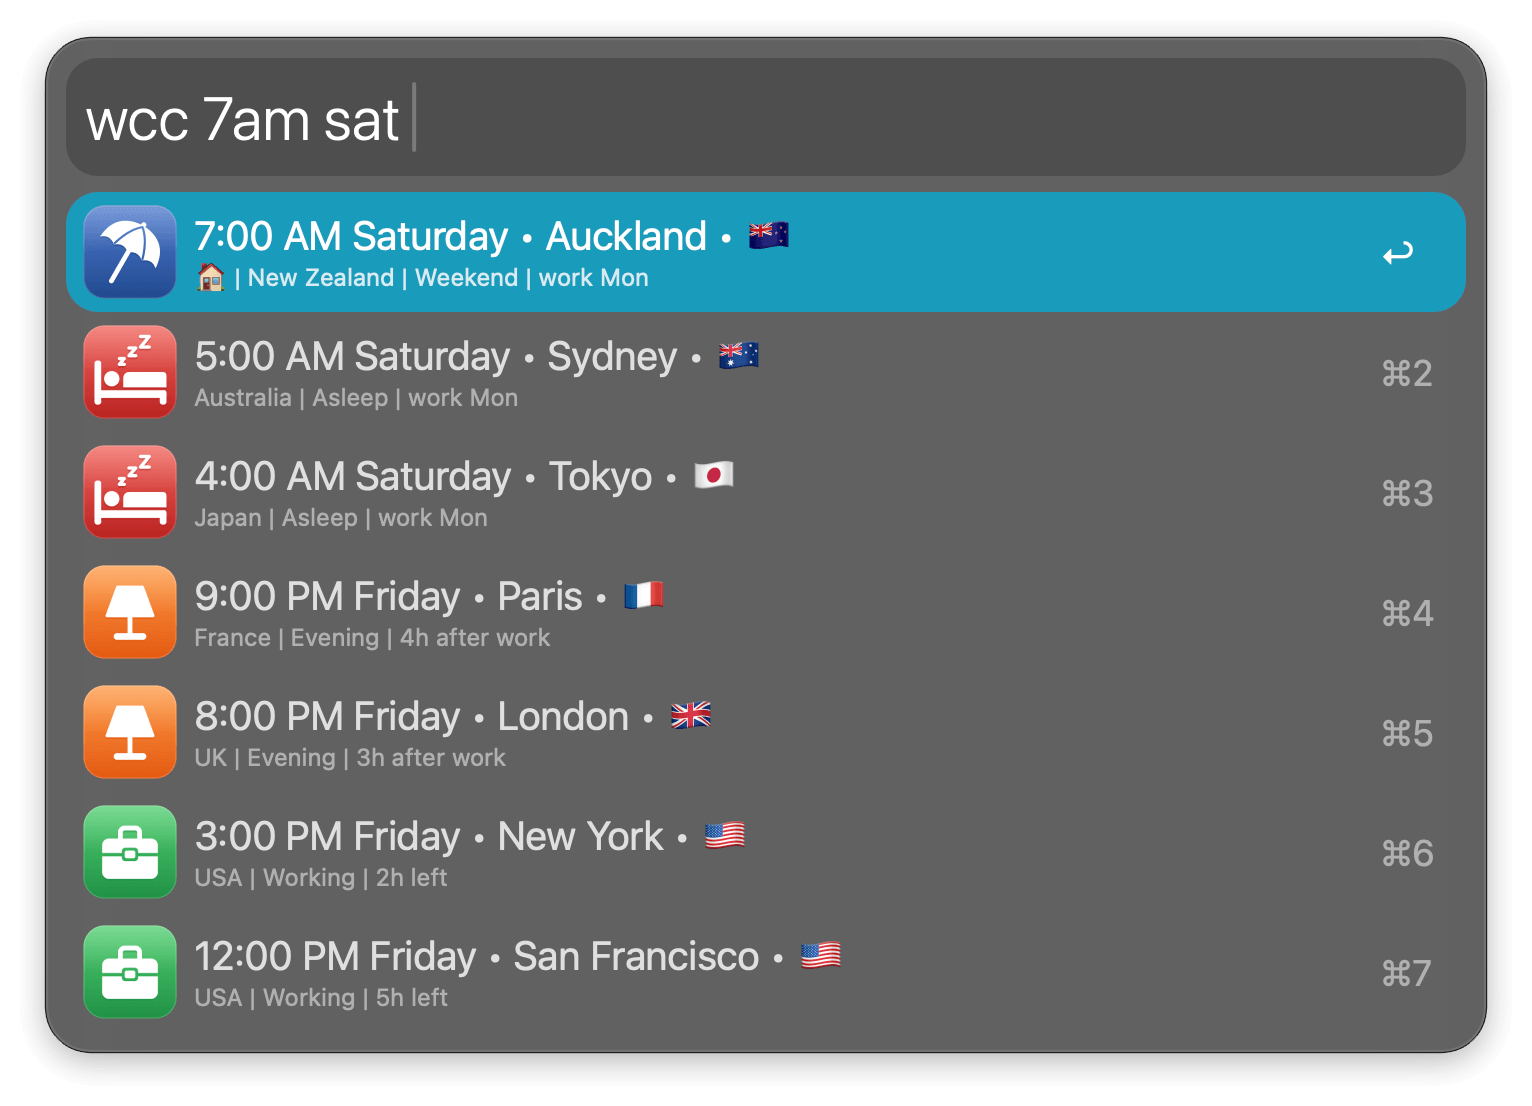 wcc 7am sat
7:00 AM Saturday • Auckland • 🇳🇿
🏠 | New Zealand | Weekend | work Mon
5:00 AM Saturday • Sydney • 🇦🇺
⌘2
Australia | Asleep | work Mon
4:00 AM Saturday • Tokyo • 🇯🇵
⌘3
Japan | Asleep | work Mon
9:00 PM Friday • Paris • 🇫🇷
⌘4
France | Evening | 4h after work
8:00 PM Friday • London • 🇬🇧
⌘5
UK | Evening | 3h after work
3:00 PM Friday • New York • 🇺🇸
⌘6
USA | Working | 2h left
12:00 PM Friday • San Francisco • 🇺🇸
⌘7
USA | Working | 5h left